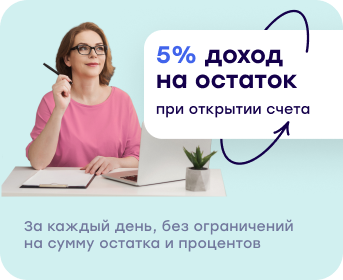 5% доход
на остаток
при открытии счета
За каждый день, без ограничений
на сумму остатка и процентов